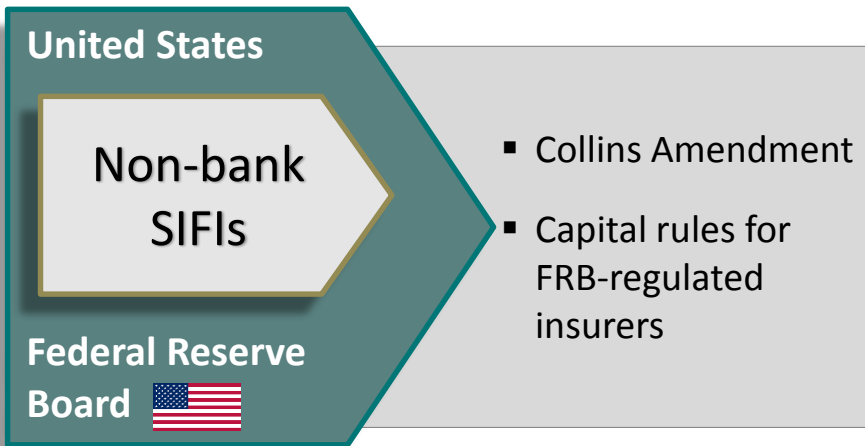 United States
Non-bank
SIFIs
Federal Reserve
Board
▪ Collins Amendment
▪ Capital rules for
FRB-regulated
insurers